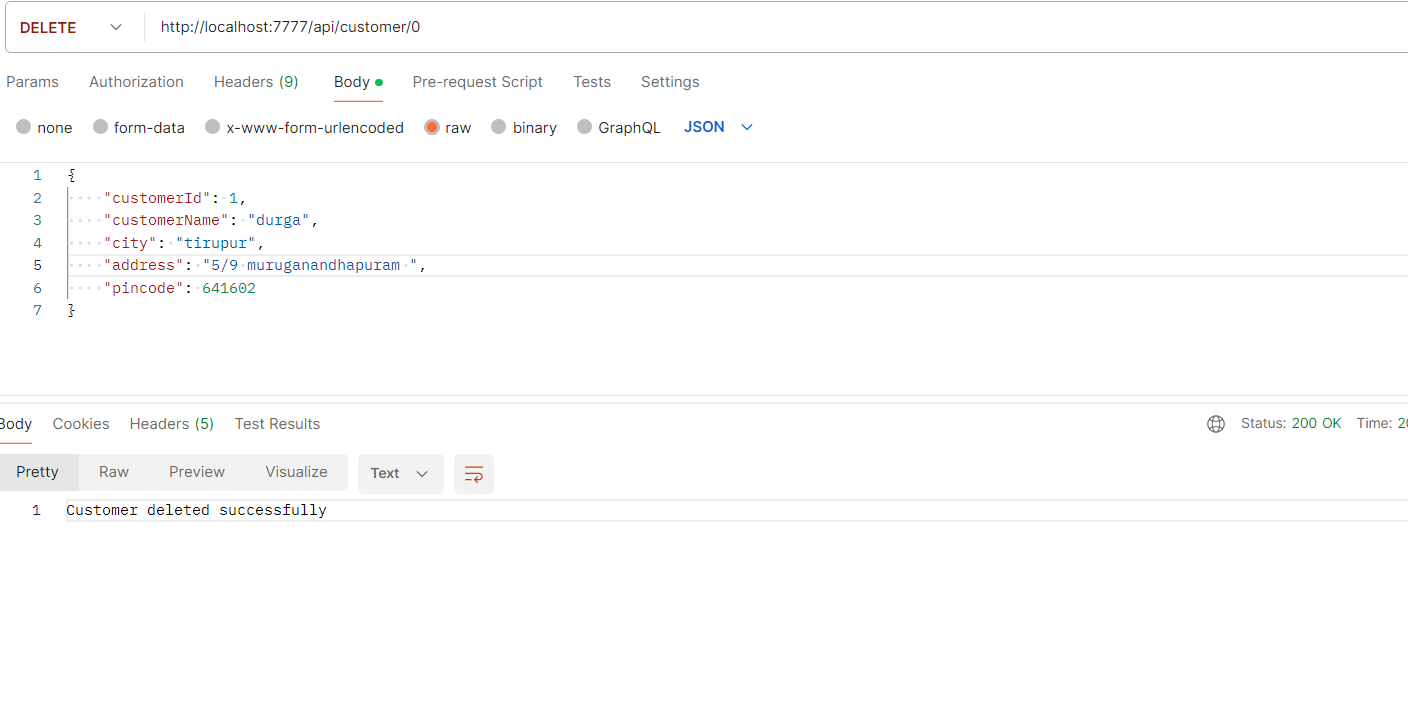 DELETE http://localhost:7777/api/customer/0
Params Authorization Headers (9) Body Pre-request Script Tests Settings
none form-data x-www-form-urlencoded raw binary GraphQL JSON
1 {
2 "customerId": 1,
3 "customerName": "durga",
4 "city": "tirupur",
5 "address": "5/9 muruganandhapuram ",
6 "pincode": 641602
7 }
Body Cookies Headers (5) Test Results Status: 200 OK Time:
Pretty Raw Preview Visualize Text
1 Customer deleted successfully